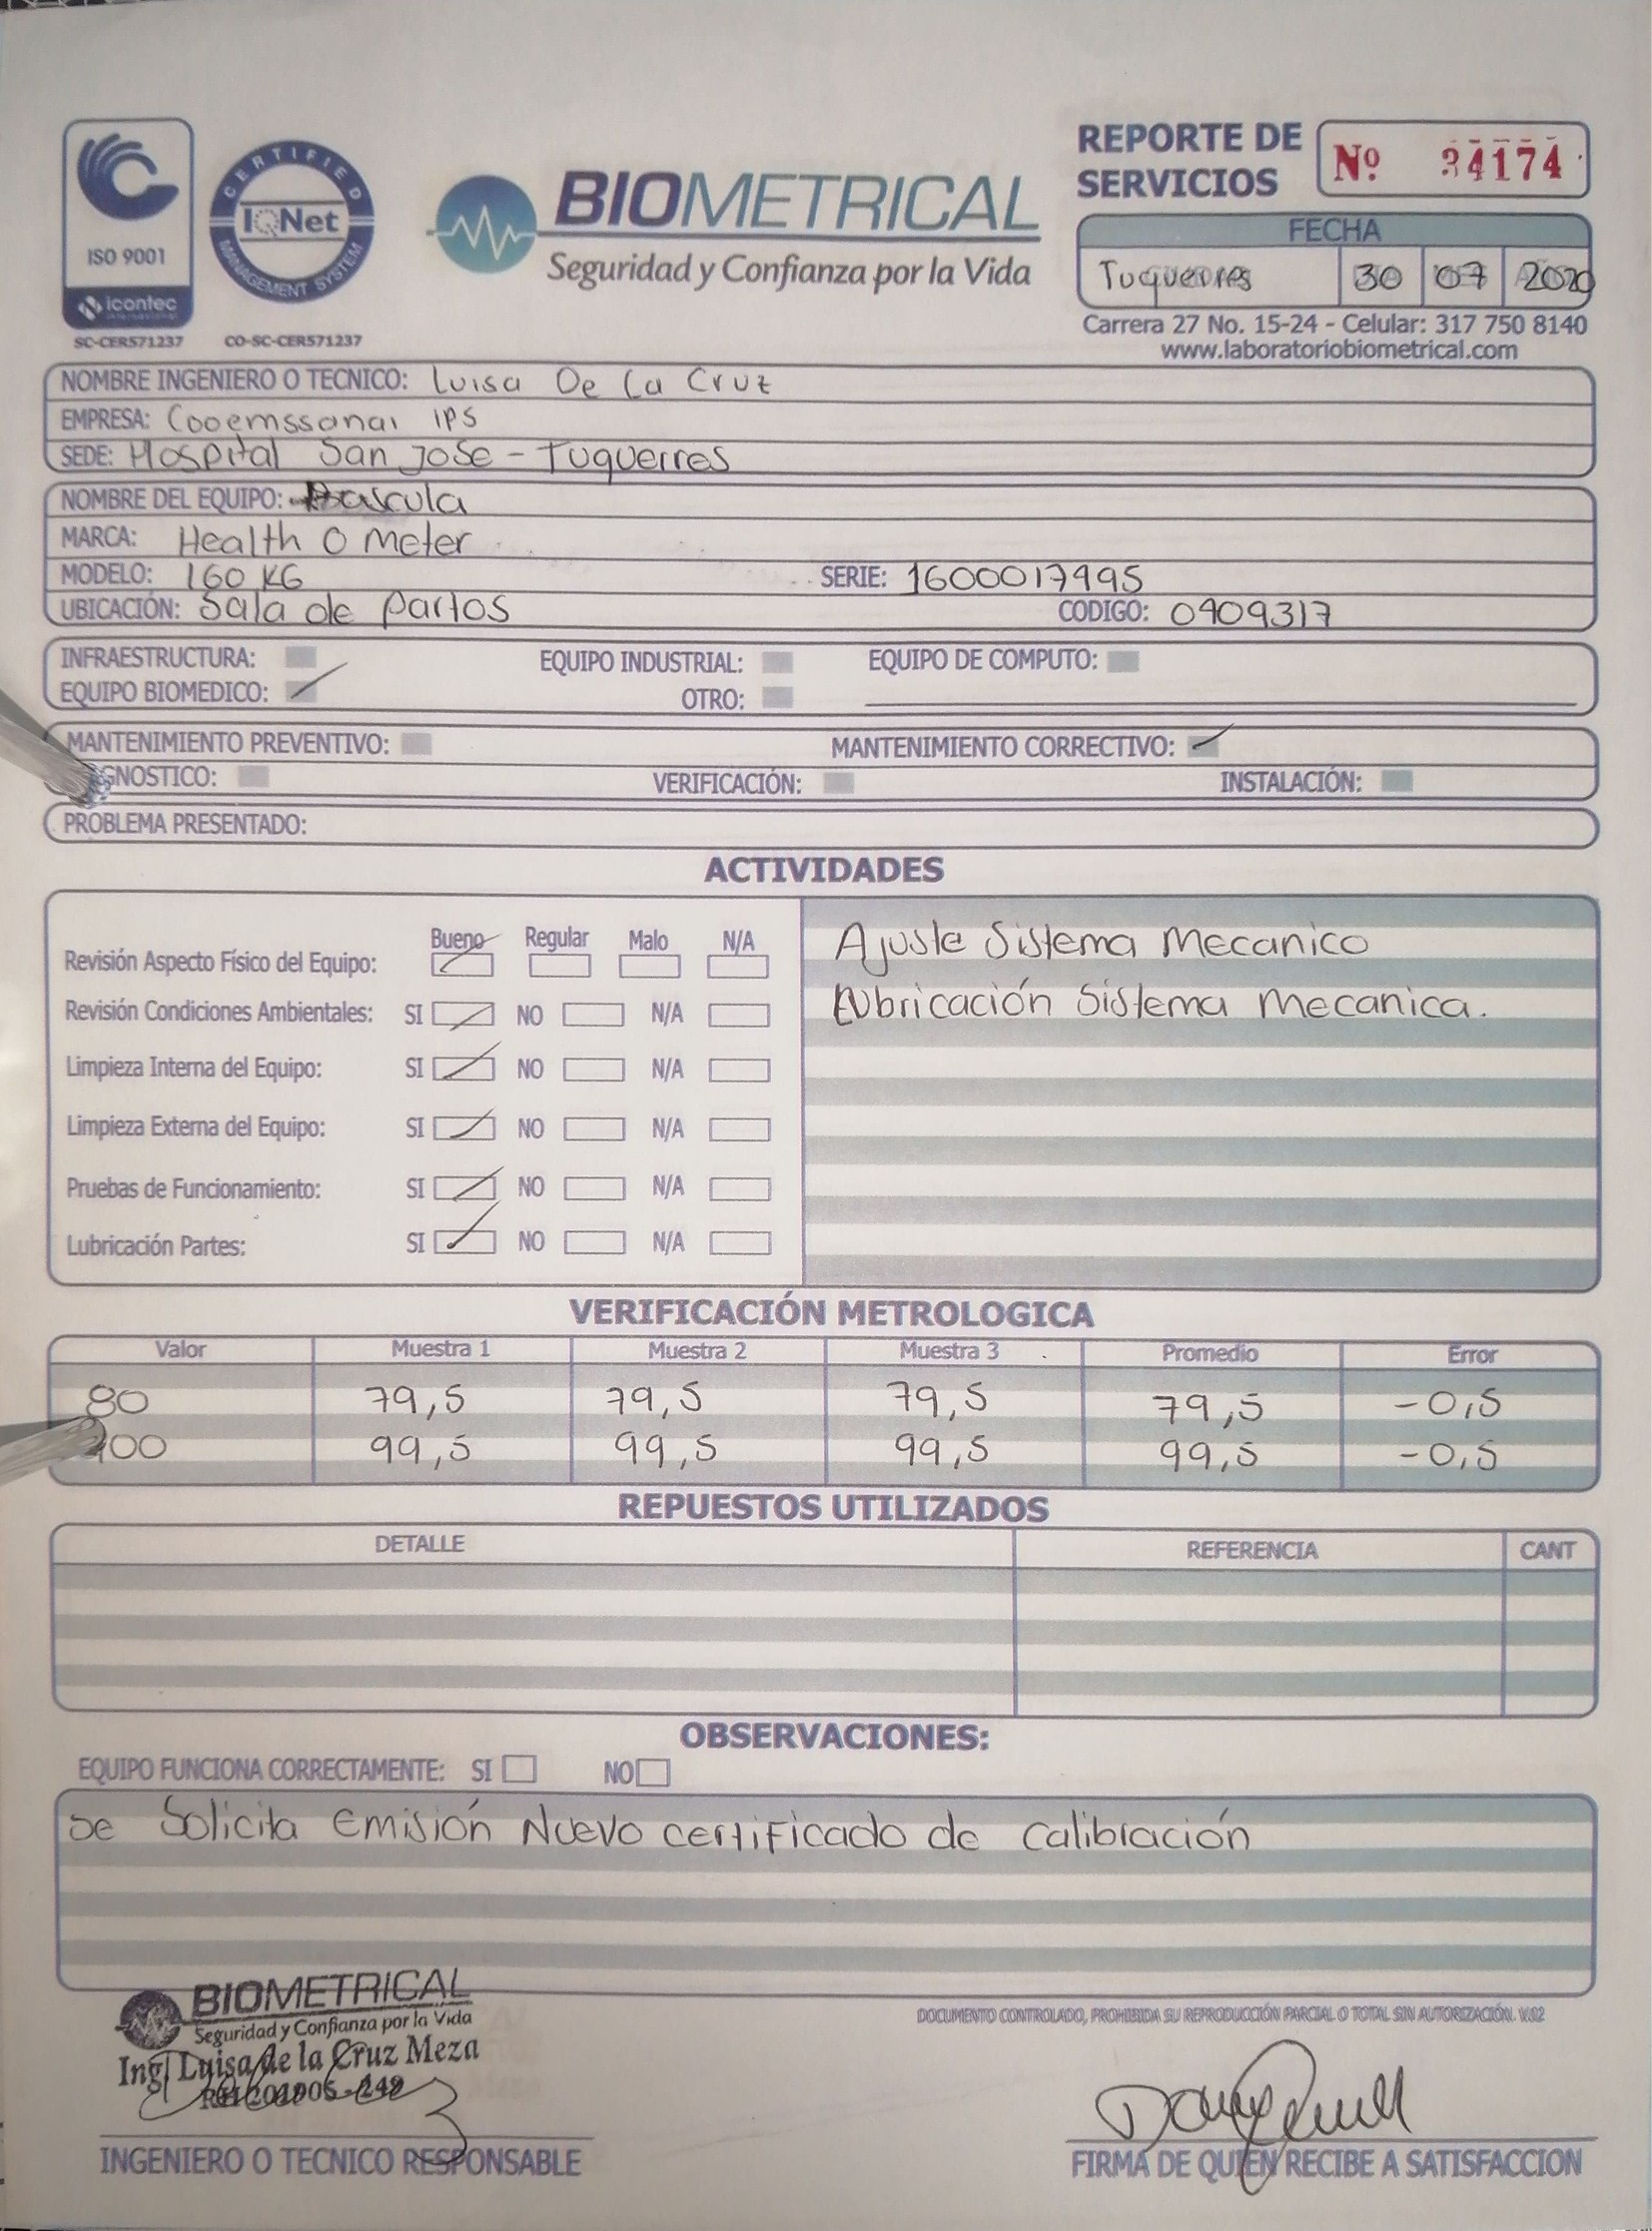 REPORTE DE SERVICIOS Nº 34174
ISO 9001
icontec
internacional
SC-CER571237
CERTIFIED
IQNet
MANAGEMENT SYSTEM
CO-SC-CER571237
BIOMETRICAL
Seguridad y Confianza por la Vida
FECHA
Tuquerres 30 07 2020
Carrera 27 No. 15-24 - Celular: 317 750 8140
www.laboratoriobiometrical.com
NOMBRE INGENIERO O TECNICO: Luisa De La Cruz
EMPRESA: Cooemssanar IPS
SEDE: Hospital San Jose - Tuquerres
NOMBRE DEL EQUIPO: Bascula
MARCA: Health O Meter
MODELO: 160 KG SERIE: 1600017995
UBICACIÓN: Sala de Partos CODIGO: 0909317
INFRAESTRUCTURA: EQUIPO INDUSTRIAL: EQUIPO DE COMPUTO:
EQUIPO BIOMEDICO: OTRO:
MANTENIMIENTO PREVENTIVO: MANTENIMIENTO CORRECTIVO:
GNOSTICO: VERIFICACIÓN: INSTALACIÓN:
PROBLEMA PRESENTADO:
ACTIVIDADES
Bueno Regular Malo N/A
Revisión Aspecto Físico del Equipo:
Revisión Condiciones Ambientales: SI NO N/A
Limpieza Interna del Equipo: SI NO N/A
Limpieza Externa del Equipo: SI NO N/A
Pruebas de Funcionamiento: SI NO N/A
Lubricación Partes: SI NO N/A
Ajuste Sistema Mecanico
Lubricación Sistema Mecanica.
VERIFICACIÓN METROLOGICA
Valor Muestra 1 Muestra 2 Muestra 3 Promedio Error
80 79,5 79,5 79,5 79,5 -0,5
100 99,5 99,5 99,5 99,5 -0,5
REPUESTOS UTILIZADOS
DETALLE REFERENCIA CANT
OBSERVACIONES:
EQUIPO FUNCIONA CORRECTAMENTE: SI NO
Se Solicita Emisión Nuevo certificado de Calibración
DOCUMENTO CONTROLADO, PROHIBIDA SU REPRODUCCIÓN PARCIAL O TOTAL SIN AUTORIZACIÓN. V.02
BIOMETRICAL
Seguridad y Confianza por la Vida
Ing. Luisa de la Cruz Meza
INGENIERO O TECNICO RESPONSABLE
FIRMA DE QUIEN RECIBE A SATISFACCION